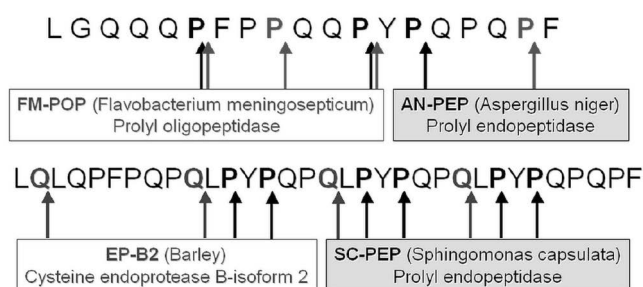 LGQQQPFPPQQPYPQPQPF
FM-POP (Flavobacterium meningosepticum)
Prolyl oligopeptidase
AN-PEP (Aspergillus niger)
Prolyl endopeptidase
LQLQPFPQPQLPYPQPQLPYPQPQLPYPQPQPF
EP-B2 (Barley)
Cysteine endoprotease B-isoform 2
SC-PEP (Sphingomonas capsulata)
Prolyl endopeptidase